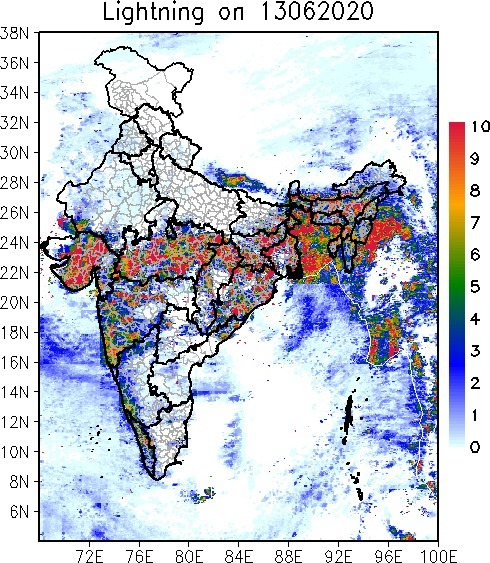 Lightning on 13062020
38N
36N
34N
32N
30N
28N
26N
24N
22N
20N
18N
16N
14N
12N
10N
8N
6N
72E 76E 80E 84E 88E 92E 96E 100E
10
9
8
7
6
5
4
3
2
1
0